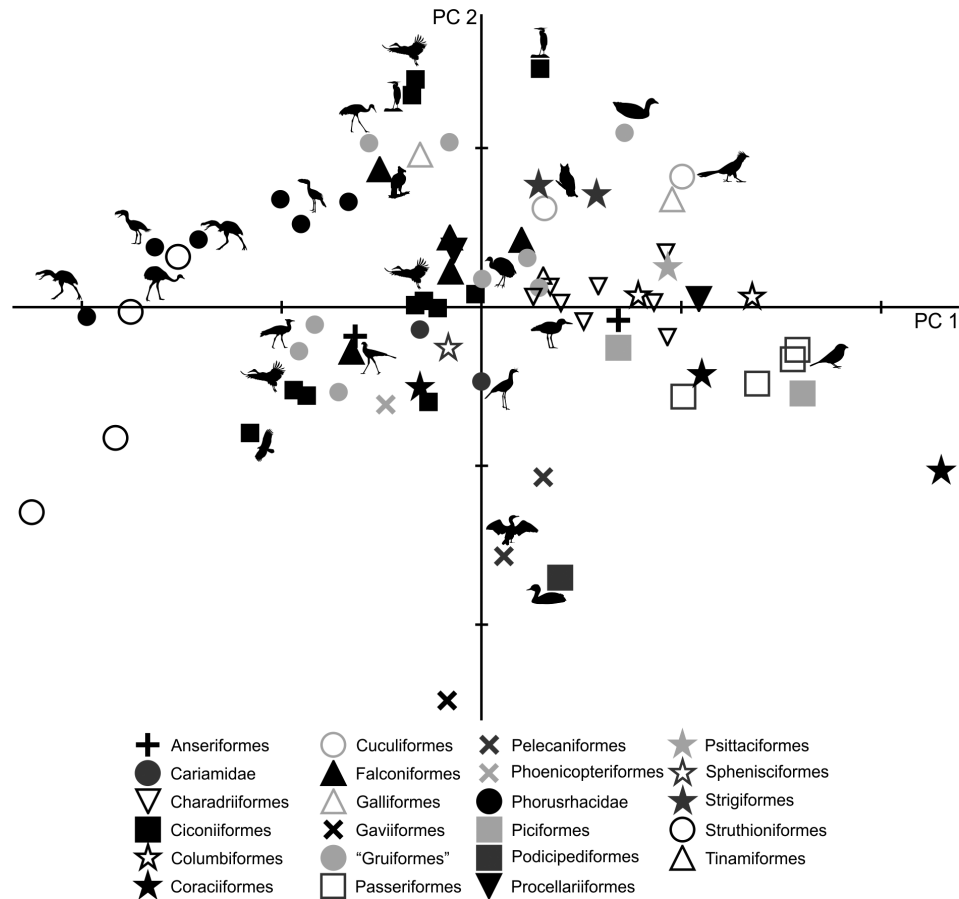 PC 2
PC 1
Anseriformes
Cariamidae
Charadriiformes
Ciconiiformes
Columbiformes
Coraciiformes
Cuculiformes
Falconiformes
Galliformes
Gaviiformes
“Gruiformes”
Passeriformes
Pelecaniformes
Phoenicopteriformes
Phorusrhacidae
Piciformes
Podicipediformes
Procellariiformes
Psittaciformes
Sphenisciformes
Strigiformes
Struthioniformes
Tinamiformes